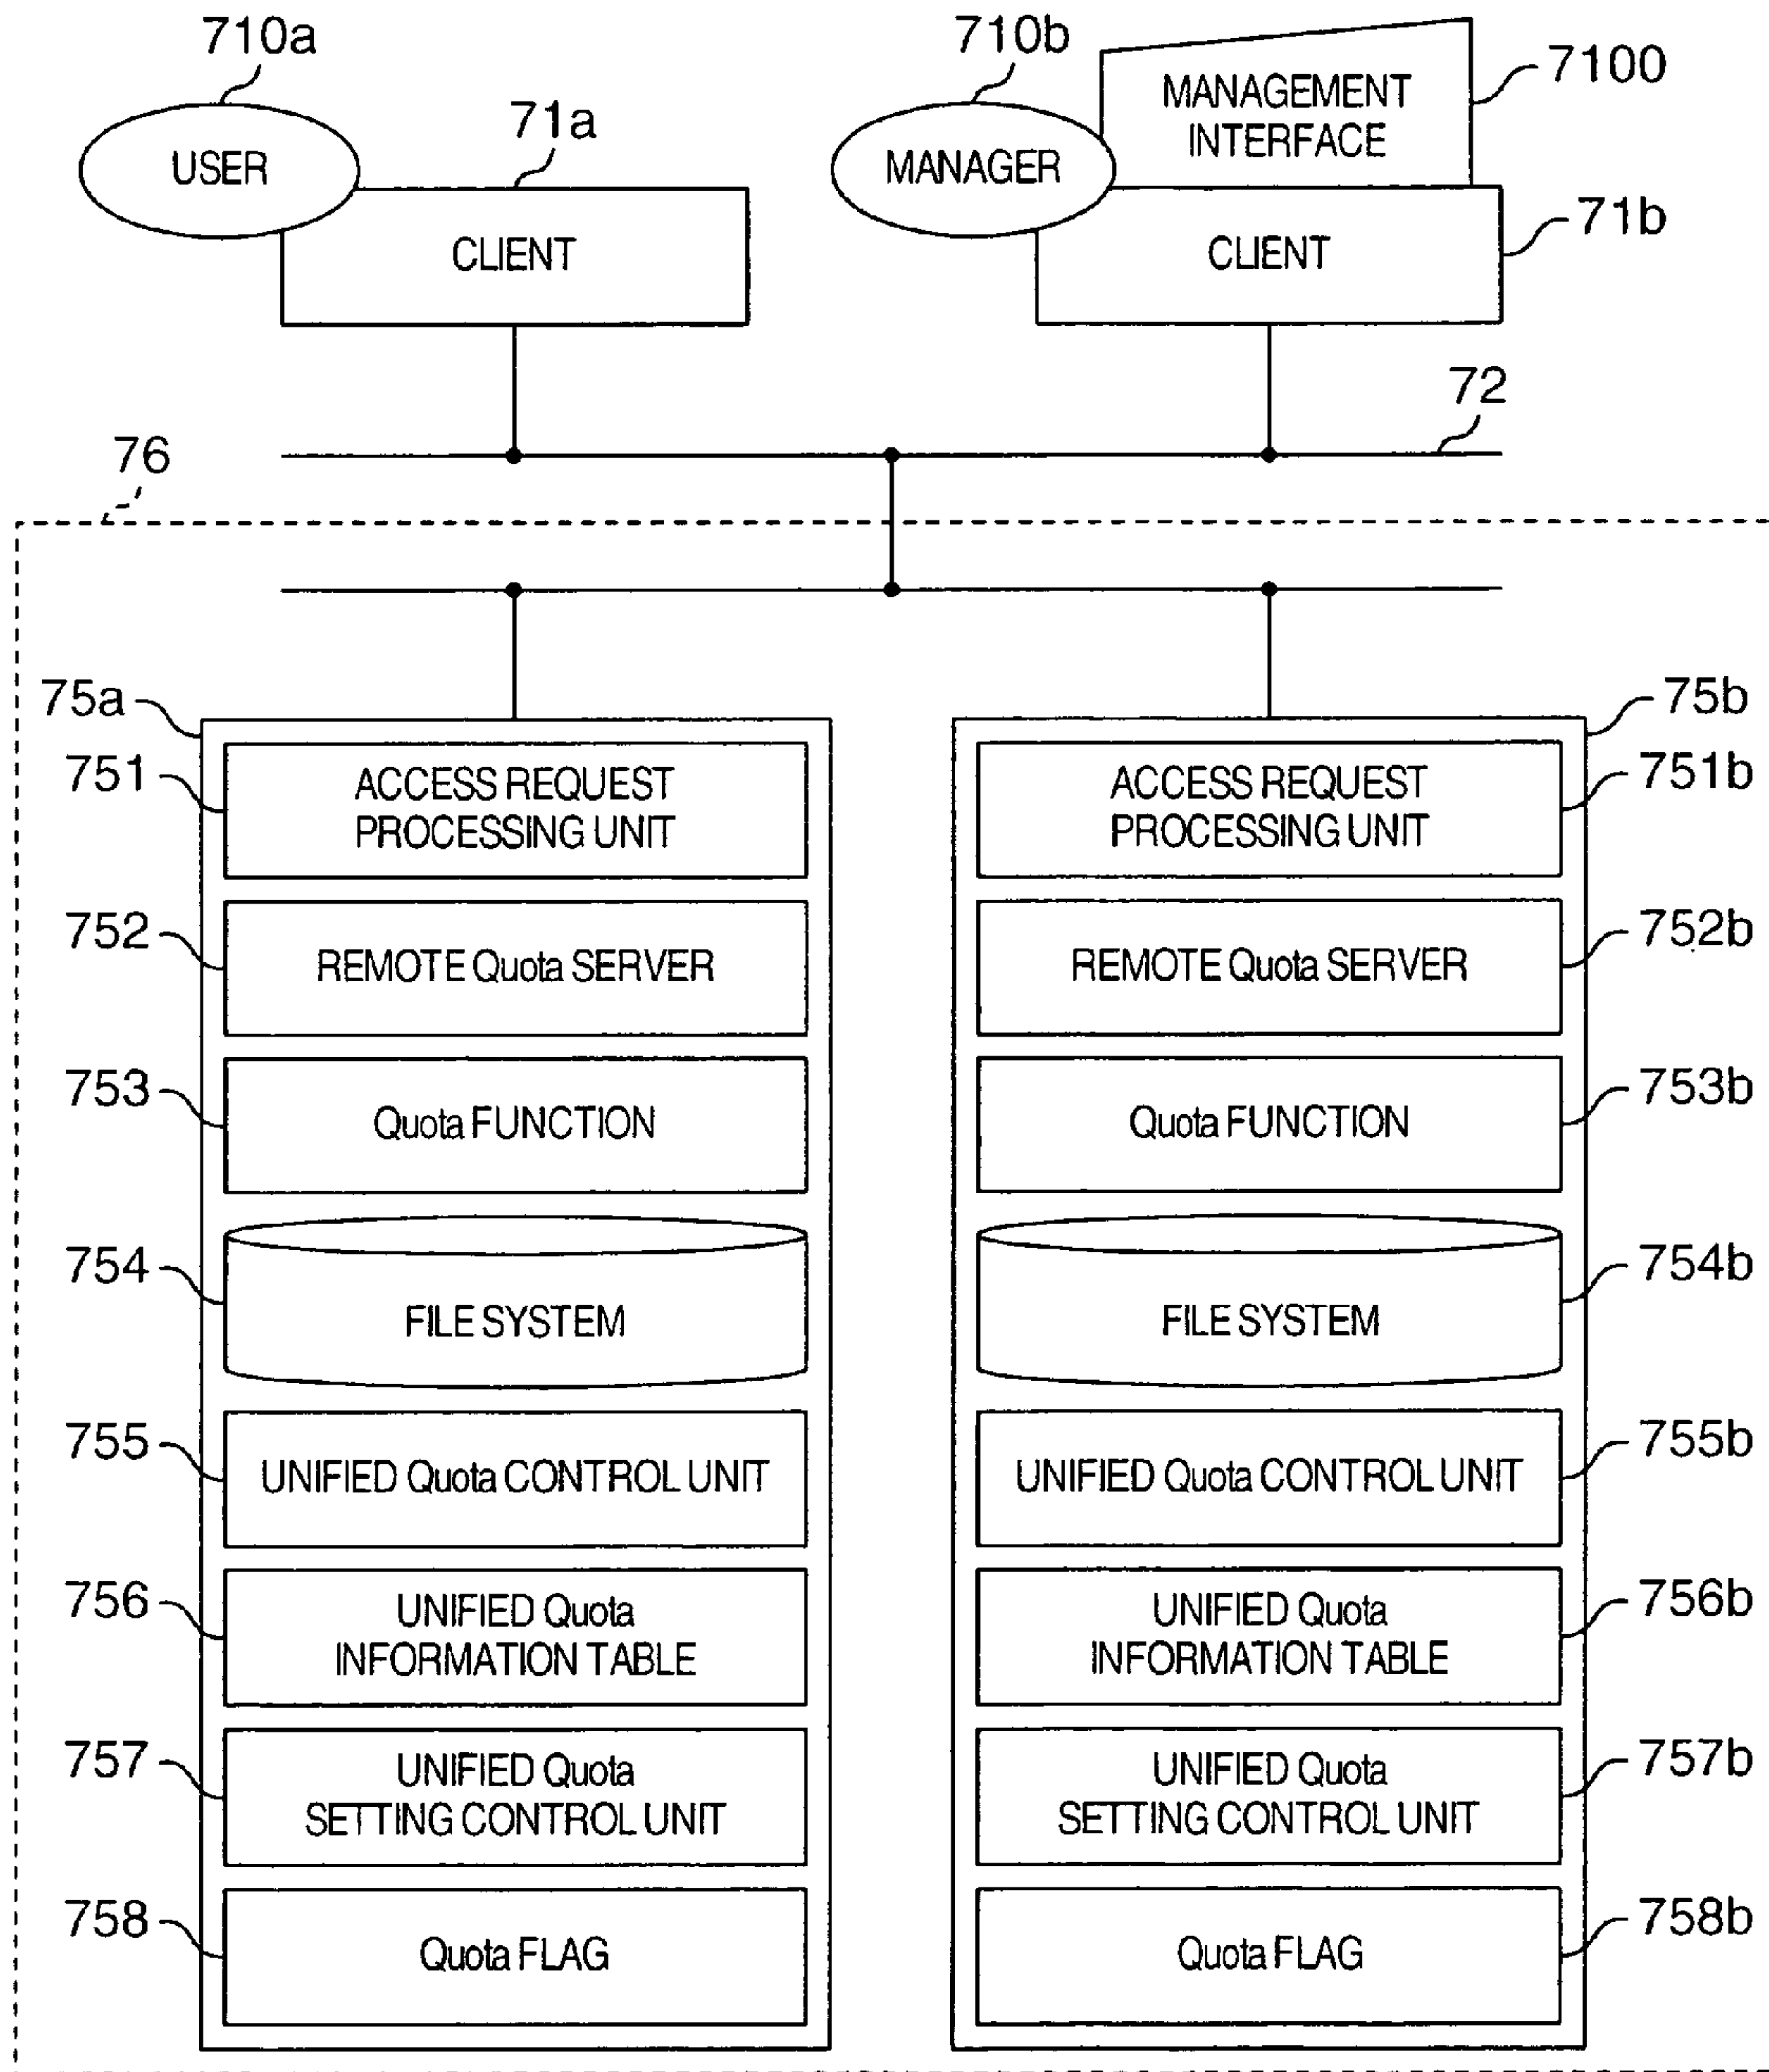 710a
710b
7100
MANAGEMENT
INTERFACE
71a
USER
MANAGER
71b
CLIENT
CLIENT
72
76
75a
75b
751
ACCESS REQUEST
PROCESSING UNIT
ACCESS REQUEST
PROCESSING UNIT
751b
752
REMOTE Quota SERVER
REMOTE Quota SERVER
752b
753
Quota FUNCTION
Quota FUNCTION
753b
754
FILE SYSTEM
FILE SYSTEM
754b
755
UNIFIED Quota CONTROL UNIT
UNIFIED Quota CONTROL UNIT
755b
756
UNIFIED Quota
INFORMATION TABLE
UNIFIED Quota
INFORMATION TABLE
756b
757
UNIFIED Quota
SETTING CONTROL UNIT
UNIFIED Quota
SETTING CONTROL UNIT
757b
758
Quota FLAG
Quota FLAG
758b